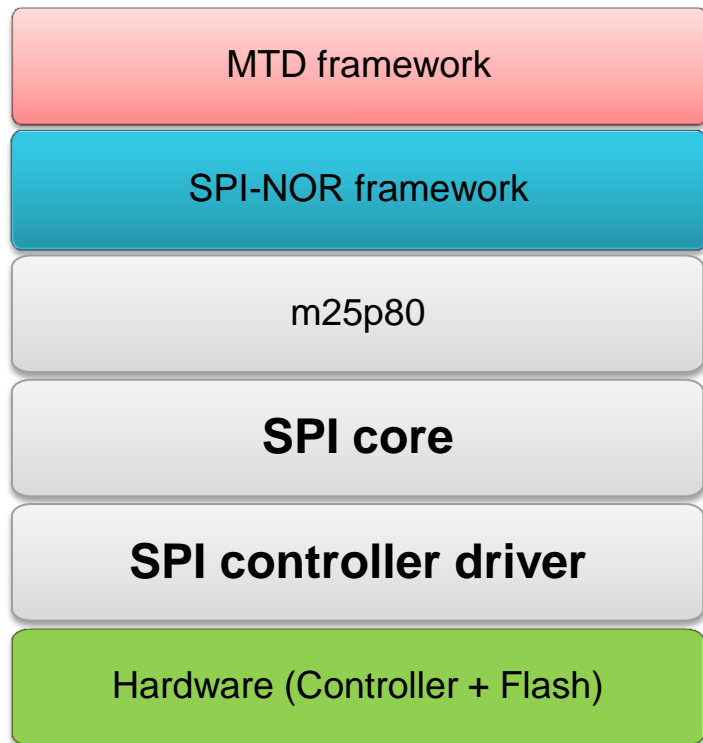 MTD framework
SPI-NOR framework
m25p80
SPI core
SPI controller driver
Hardware (Controller + Flash)